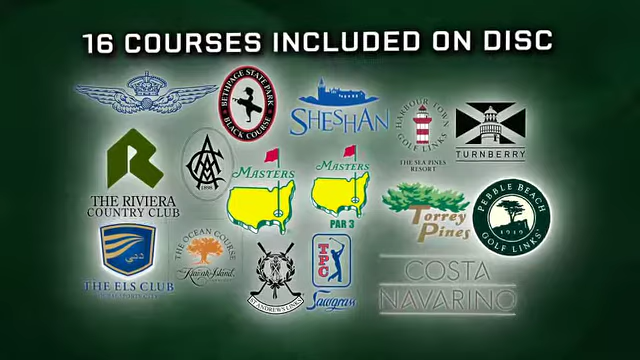 16 COURSES INCLUDED ON DISC
BETHPAGE STATE PARK
BLACK COURSE
SHESHAN
HARBOUR TOWN
GOLF LINKS
THE SEA PINES
RESORT
TURNBERRY
THE RIVIERA
COUNTRY CLUB
MASTERS
MASTERS
PAR 3
Torrey
Pines
PEBBLE BEACH
1919
GOLF LINKS
THE ELS CLUB
THE OCEAN COURSE
Kiawah Island
ST ANDREWS LINKS
TPC
Sawgrass
COSTA
NAVARINO